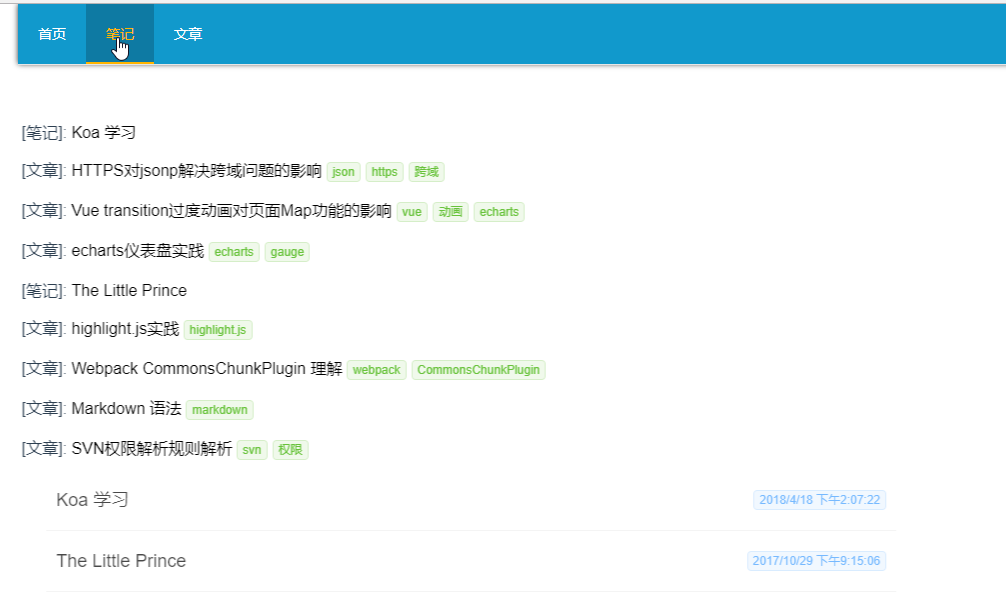 首页 笔记 文章
[笔记]: Koa 学习
[文章]: HTTPS对jsonp解决跨域问题的影响 json https 跨域
[文章]: Vue transition过度动画对页面Map功能的影响 vue 动画 echarts
[文章]: echarts仪表盘实践 echarts gauge
[笔记]: The Little Prince
[文章]: highlight.js实践 highlight.js
[文章]: Webpack CommonsChunkPlugin 理解 webpack CommonsChunkPlugin
[文章]: Markdown 语法 markdown
[文章]: SVN权限解析规则解析 svn 权限
Koa 学习 2018/4/18 下午2:07:22
The Little Prince 2017/10/29 下午9:15:06